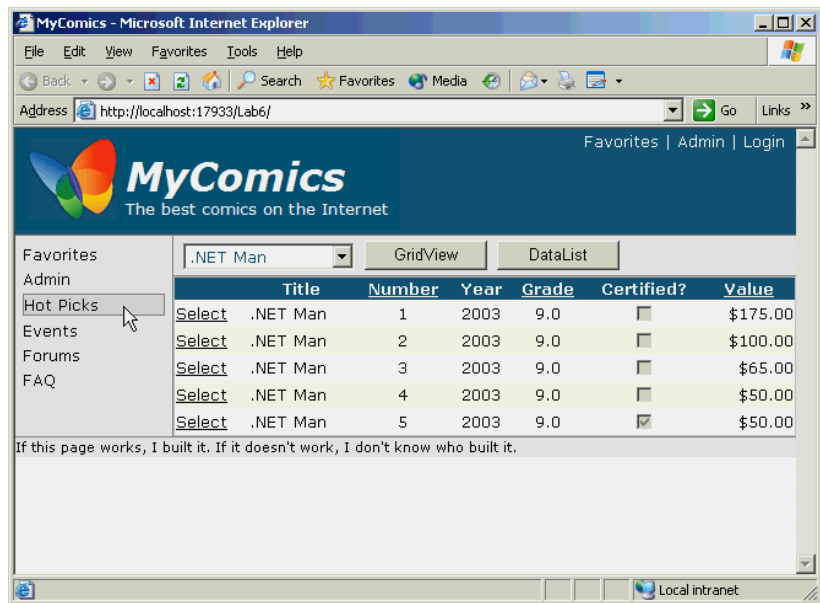 MyComics - Microsoft Internet Explorer
File Edit View Favorites Tools Help
Back Search Favorites Media
Address http://localhost:17933/Lab6/ Go Links »
Favorites | Admin | Login
MyComics
The best comics on the Internet
Favorites
Admin
Hot Picks
Events
Forums
FAQ
.NET Man GridView DataList
Title Number Year Grade Certified? Value
Select .NET Man 1 2003 9.0 $175.00
Select .NET Man 2 2003 9.0 $100.00
Select .NET Man 3 2003 9.0 $65.00
Select .NET Man 4 2003 9.0 $50.00
Select .NET Man 5 2003 9.0 $50.00
If this page works, I built it. If it doesn't work, I don't know who built it.
Local intranet